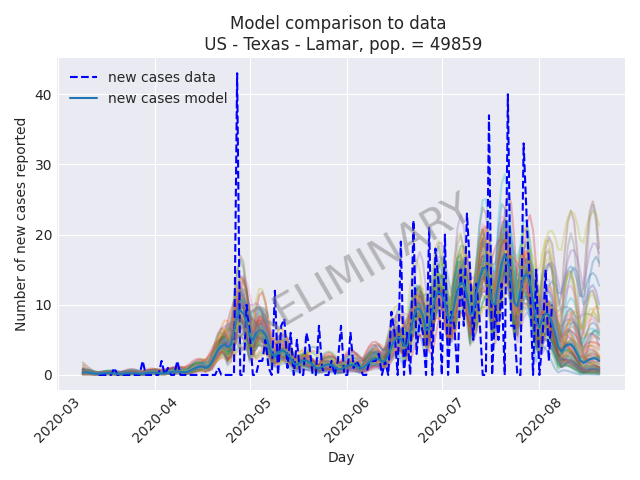 Model comparison to data
US - Texas - Lamar, pop. = 49859
new cases data
new cases model
ELIMINARY
Number of new cases reported
40
30
20
10
0
2020-03
2020-04
2020-05
2020-06
2020-07
2020-08
Day